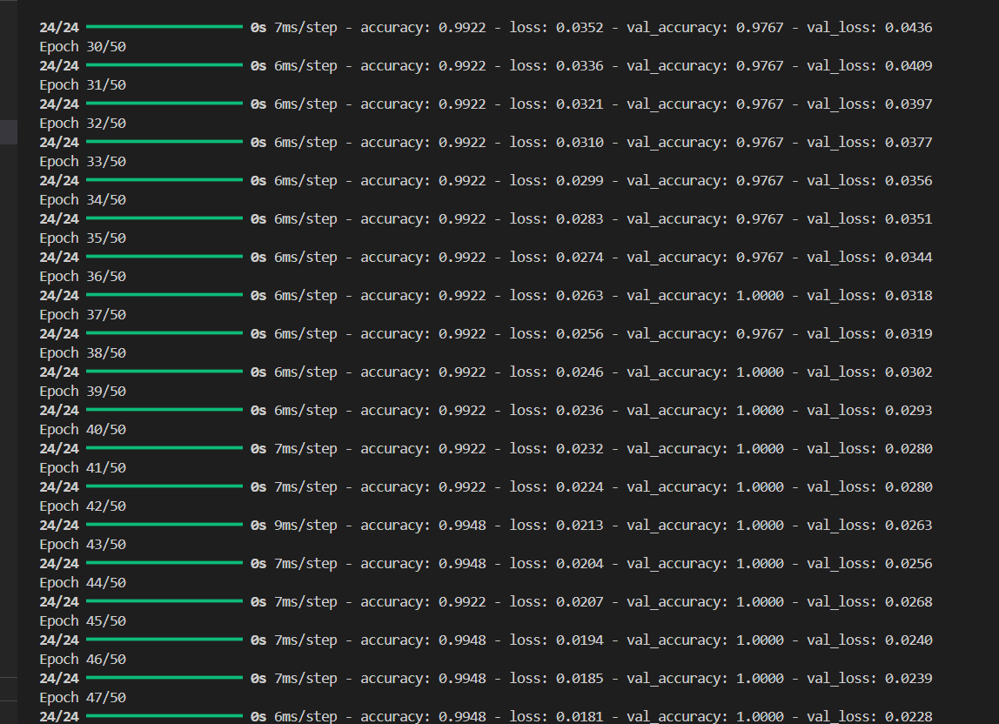 24/24 0s 7ms/step - accuracy: 0.9922 - loss: 0.0352 - val_accuracy: 0.9767 - val_loss: 0.0436
Epoch 30/50
24/24 0s 6ms/step - accuracy: 0.9922 - loss: 0.0336 - val_accuracy: 0.9767 - val_loss: 0.0409
Epoch 31/50
24/24 0s 6ms/step - accuracy: 0.9922 - loss: 0.0321 - val_accuracy: 0.9767 - val_loss: 0.0397
Epoch 32/50
24/24 0s 6ms/step - accuracy: 0.9922 - loss: 0.0310 - val_accuracy: 0.9767 - val_loss: 0.0377
Epoch 33/50
24/24 0s 6ms/step - accuracy: 0.9922 - loss: 0.0299 - val_accuracy: 0.9767 - val_loss: 0.0356
Epoch 34/50
24/24 0s 6ms/step - accuracy: 0.9922 - loss: 0.0283 - val_accuracy: 0.9767 - val_loss: 0.0351
Epoch 35/50
24/24 0s 6ms/step - accuracy: 0.9922 - loss: 0.0274 - val_accuracy: 0.9767 - val_loss: 0.0344
Epoch 36/50
24/24 0s 6ms/step - accuracy: 0.9922 - loss: 0.0263 - val_accuracy: 1.0000 - val_loss: 0.0318
Epoch 37/50
24/24 0s 6ms/step - accuracy: 0.9922 - loss: 0.0256 - val_accuracy: 0.9767 - val_loss: 0.0319
Epoch 38/50
24/24 0s 6ms/step - accuracy: 0.9922 - loss: 0.0246 - val_accuracy: 1.0000 - val_loss: 0.0302
Epoch 39/50
24/24 0s 6ms/step - accuracy: 0.9922 - loss: 0.0236 - val_accuracy: 1.0000 - val_loss: 0.0293
Epoch 40/50
24/24 0s 7ms/step - accuracy: 0.9922 - loss: 0.0232 - val_accuracy: 1.0000 - val_loss: 0.0280
Epoch 41/50
24/24 0s 7ms/step - accuracy: 0.9922 - loss: 0.0224 - val_accuracy: 1.0000 - val_loss: 0.0280
Epoch 42/50
24/24 0s 9ms/step - accuracy: 0.9948 - loss: 0.0213 - val_accuracy: 1.0000 - val_loss: 0.0263
Epoch 43/50
24/24 0s 7ms/step - accuracy: 0.9948 - loss: 0.0204 - val_accuracy: 1.0000 - val_loss: 0.0256
Epoch 44/50
24/24 0s 7ms/step - accuracy: 0.9922 - loss: 0.0207 - val_accuracy: 1.0000 - val_loss: 0.0268
Epoch 45/50
24/24 0s 7ms/step - accuracy: 0.9948 - loss: 0.0194 - val_accuracy: 1.0000 - val_loss: 0.0240
Epoch 46/50
24/24 0s 7ms/step - accuracy: 0.9948 - loss: 0.0185 - val_accuracy: 1.0000 - val_loss: 0.0239
Epoch 47/50
24/24 0s 6ms/step - accuracy: 0.9948 - loss: 0.0181 - val_accuracy: 1.0000 - val_loss: 0.0228